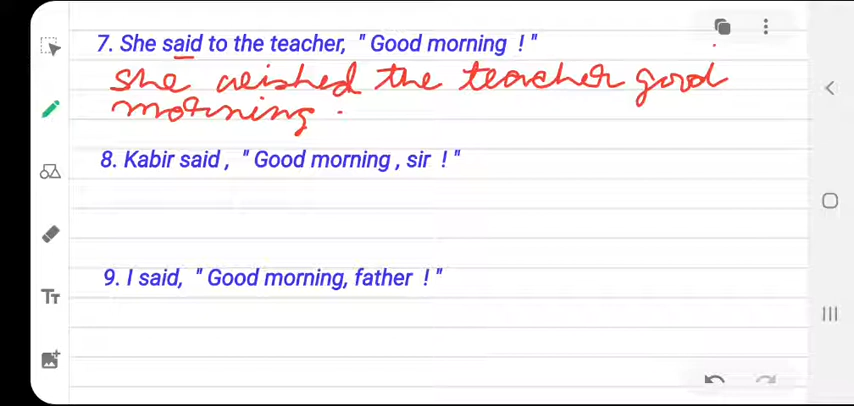 7. She said to the teacher, " Good morning ! "
she wished the teacher good
morning.
8. Kabir said , " Good morning , sir ! "
9. I said, " Good morning, father ! "
Tт